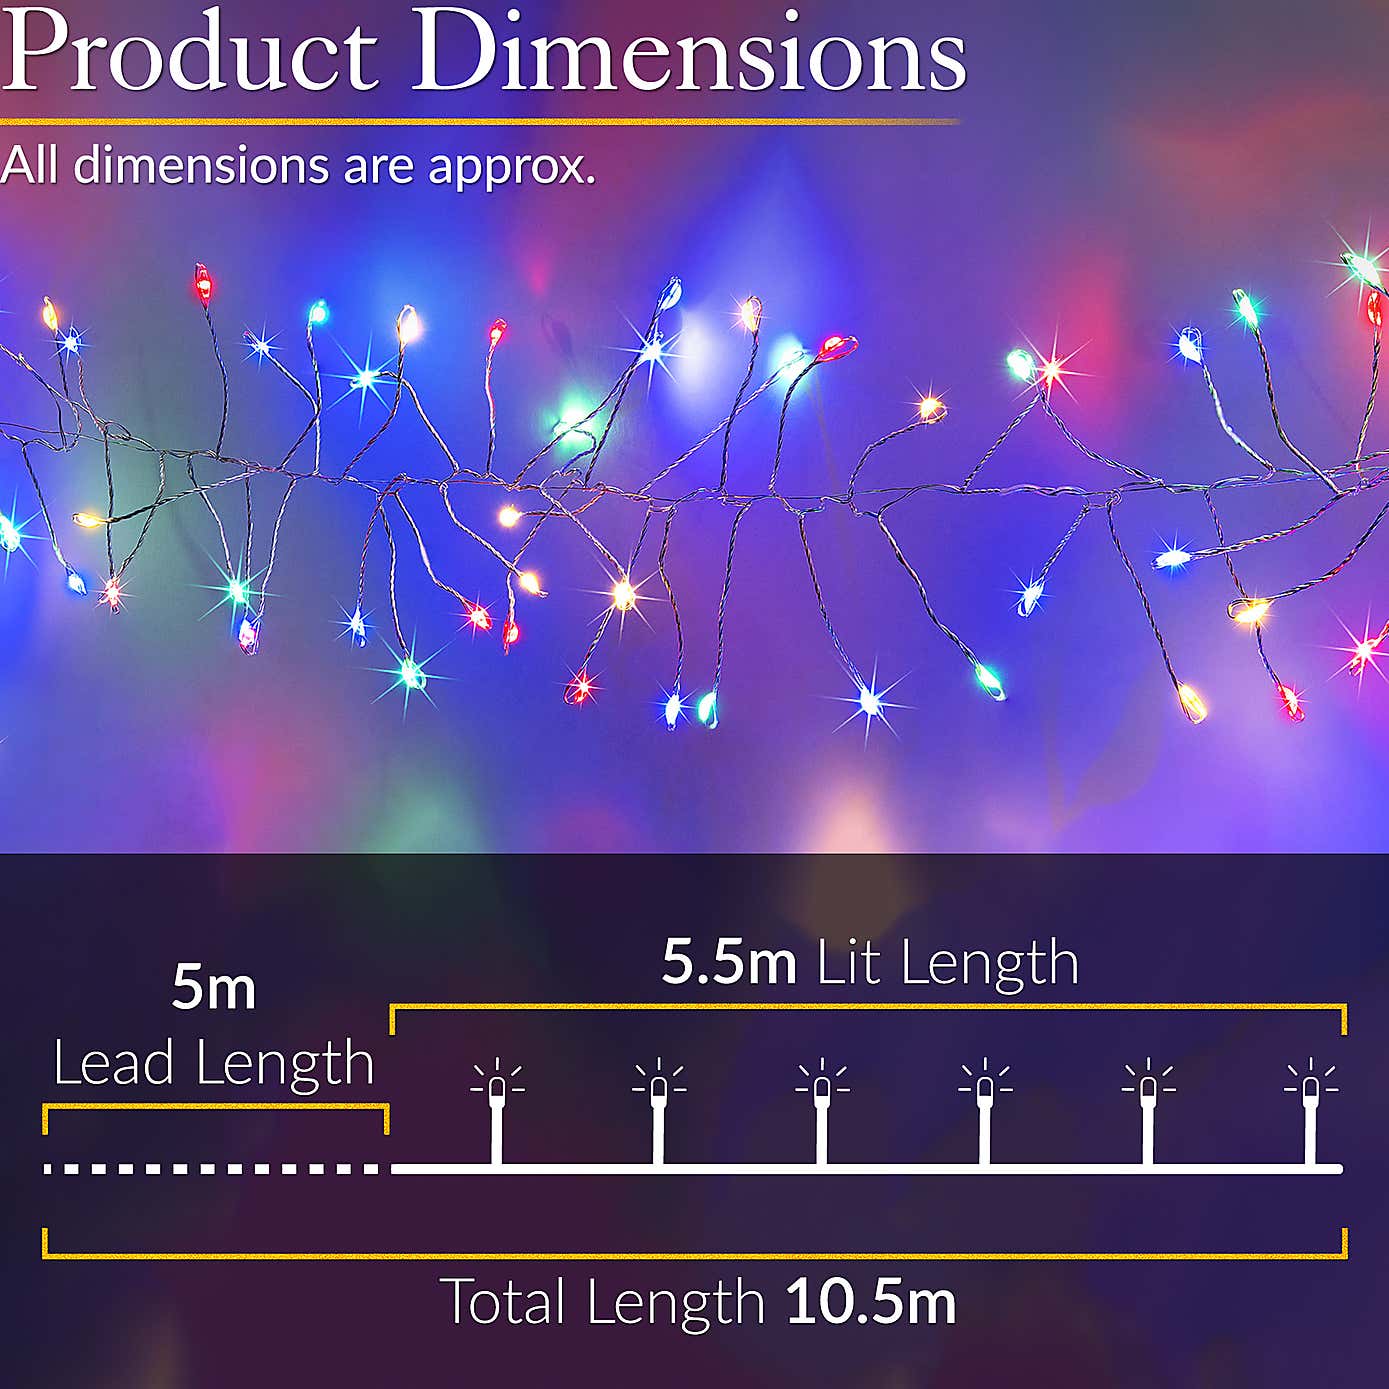 Product Dimensions
All dimensions are approx.
5.5m Lit Length
5m
Lead Length
Total Length 10.5m